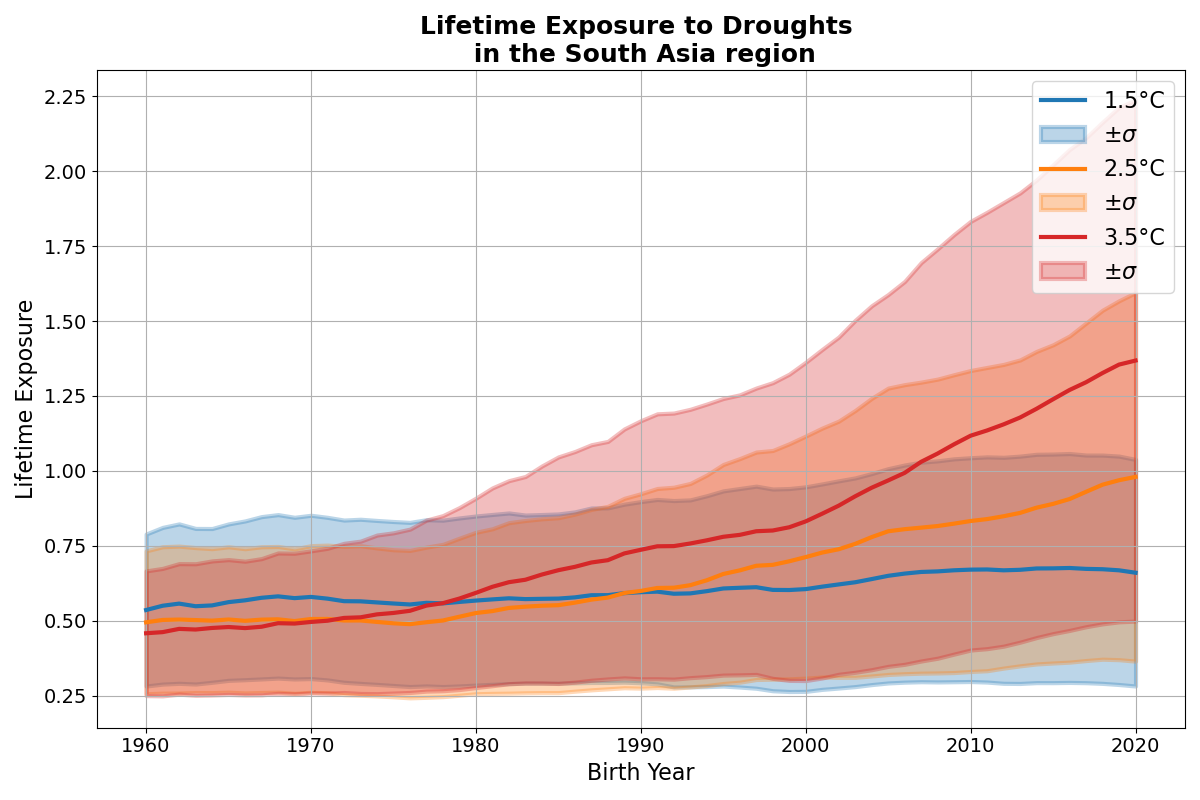 Lifetime Exposure to Droughts
in the South Asia region
Lifetime Exposure
2.25
2.00
1.75
1.50
1.25
1.00
0.75
0.50
0.25
1960
1970
1980
1990
2000
2010
2020
Birth Year
1.5°C
±σ
2.5°C
±σ
3.5°C
±σ